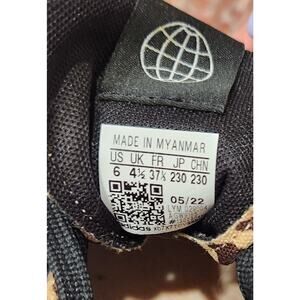 MADE IN MYANMAR
US UK FR JP CHN
6 4½ 37⅓ 230 230
05/22
adidas